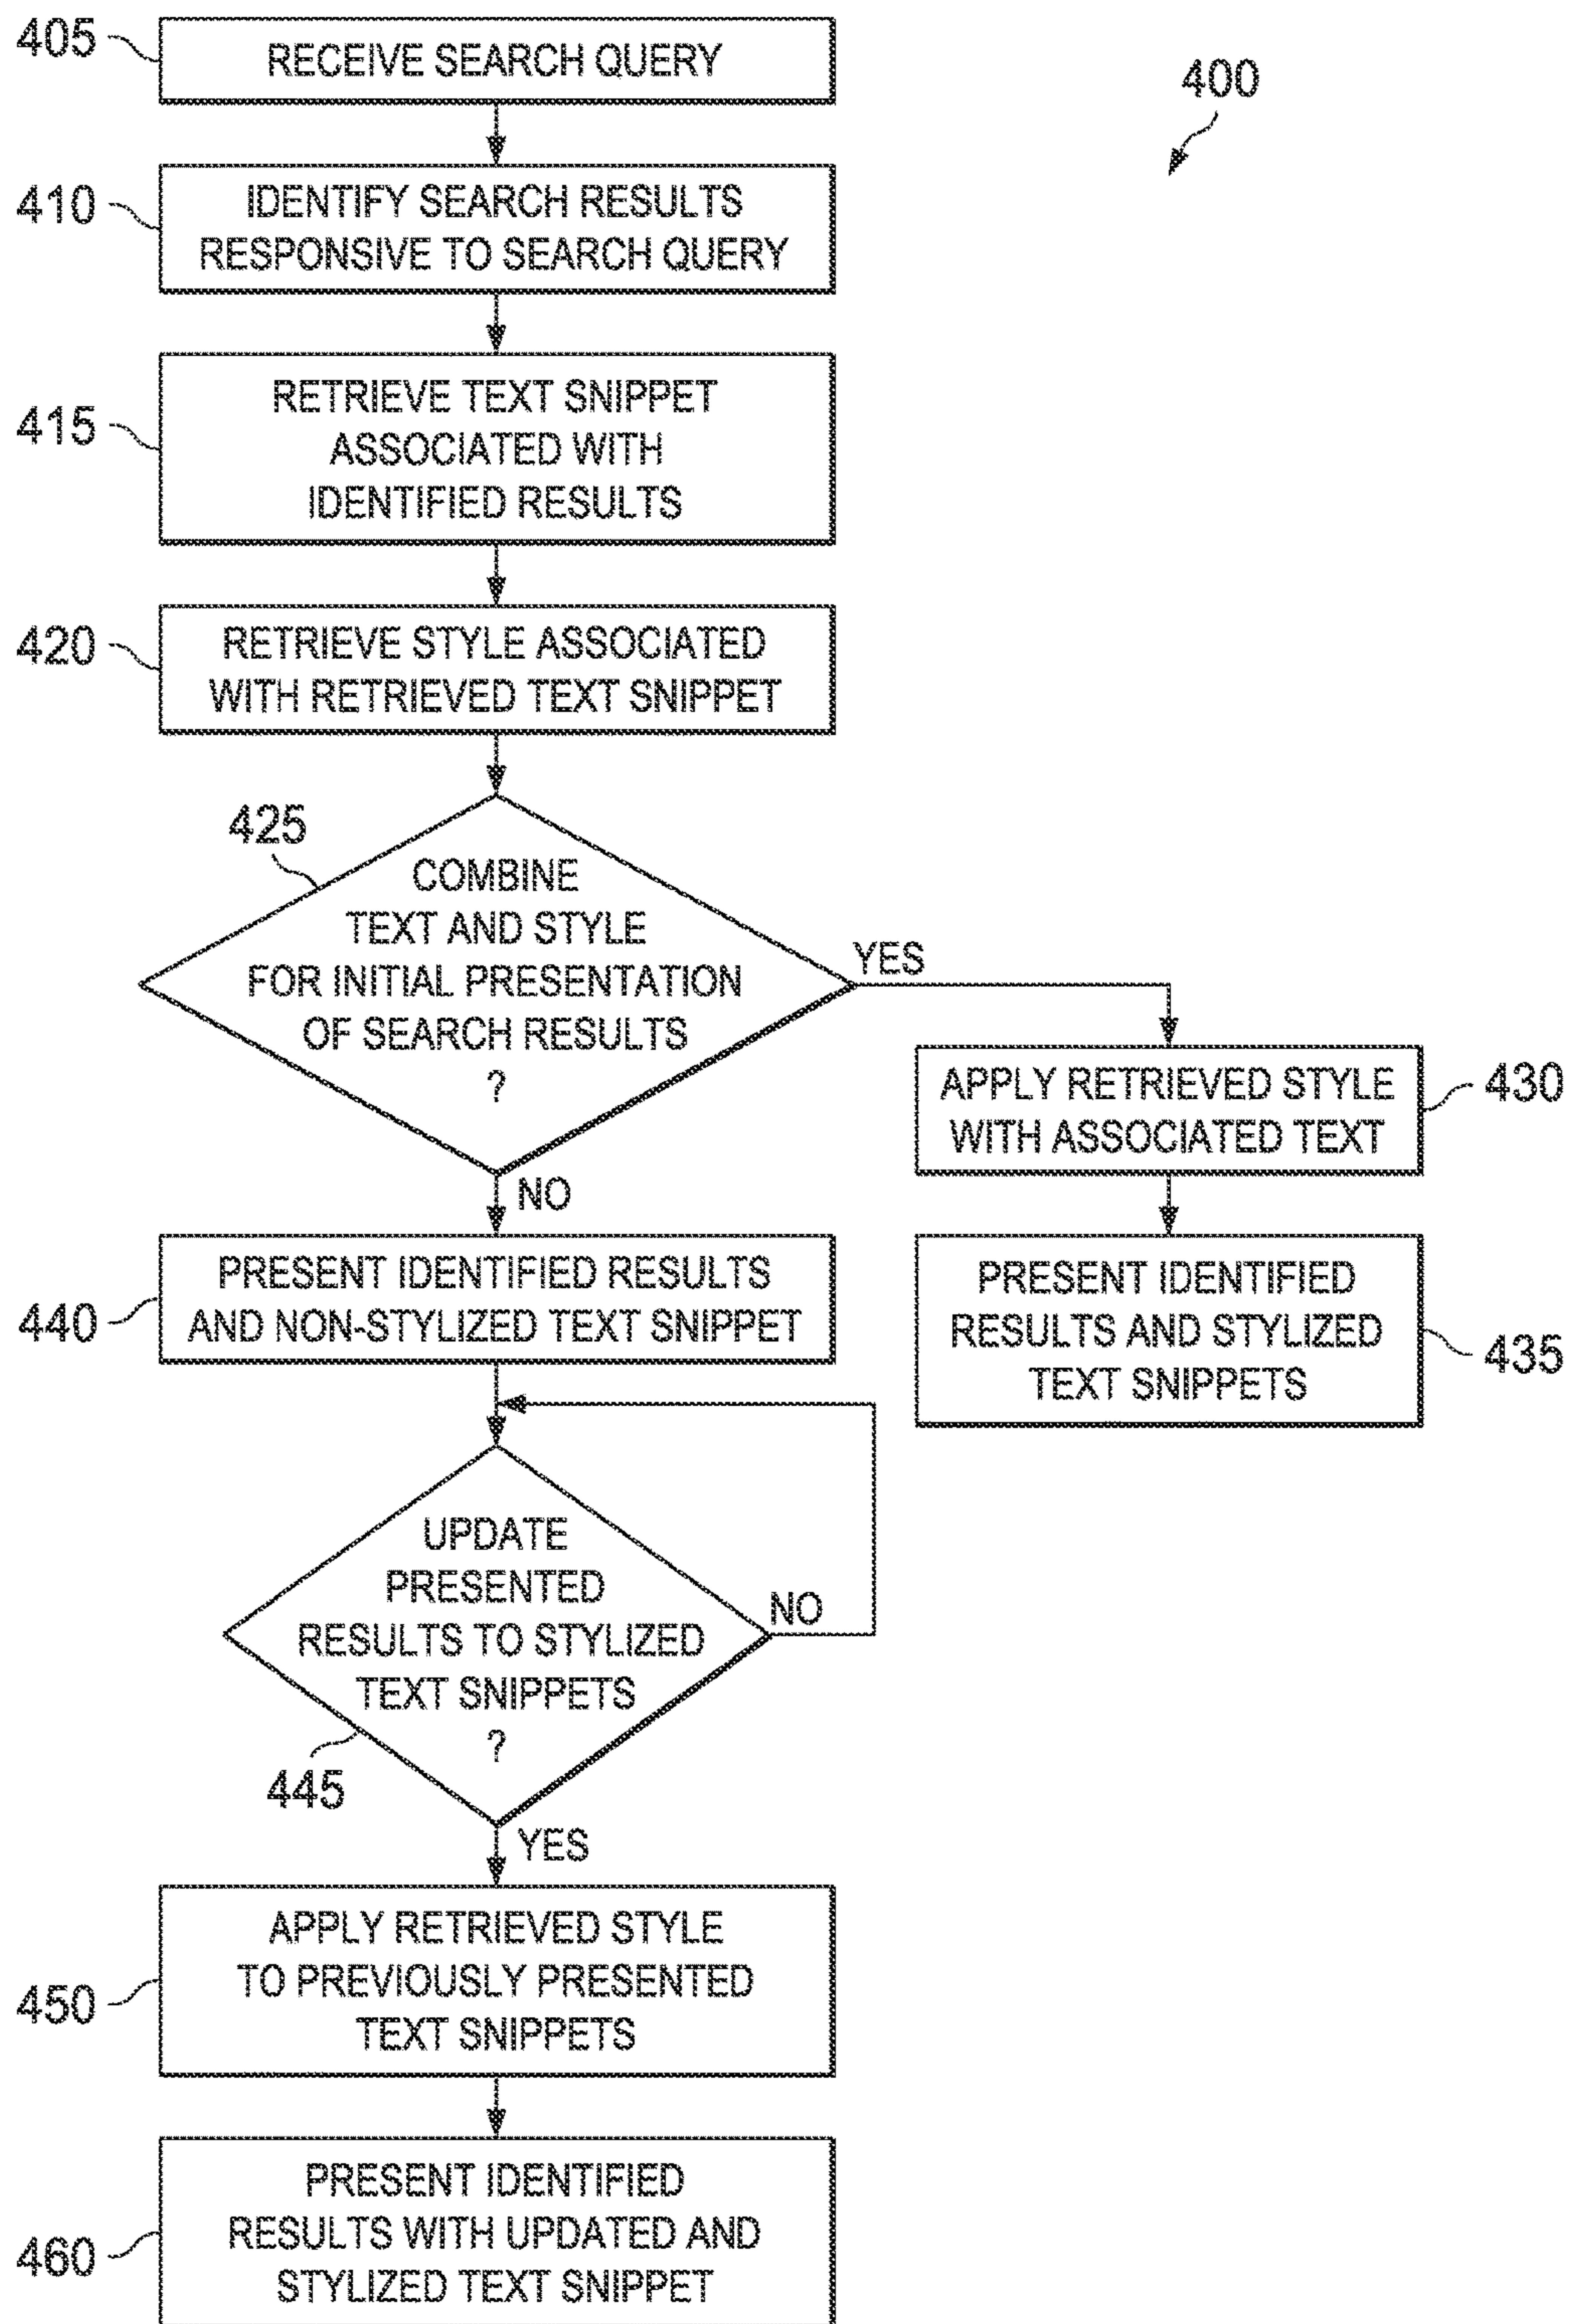 405
RECEIVE SEARCH QUERY
400
410
IDENTIFY SEARCH RESULTS
RESPONSIVE TO SEARCH QUERY
415
RETRIEVE TEXT SNIPPET
ASSOCIATED WITH
IDENTIFIED RESULTS
420
RETRIEVE STYLE ASSOCIATED
WITH RETRIEVED TEXT SNIPPET
425
COMBINE
TEXT AND STYLE
FOR INITIAL PRESENTATION
OF SEARCH RESULTS
?
YES
NO
APPLY RETRIEVED STYLE
WITH ASSOCIATED TEXT
430
PRESENT IDENTIFIED
RESULTS AND STYLIZED
TEXT SNIPPETS
435
440
PRESENT IDENTIFIED RESULTS
AND NON-STYLIZED TEXT SNIPPET
UPDATE
PRESENTED
RESULTS TO STYLIZED
TEXT SNIPPETS
?
NO
445
YES
450
APPLY RETRIEVED STYLE
TO PREVIOUSLY PRESENTED
TEXT SNIPPETS
460
PRESENT IDENTIFIED
RESULTS WITH UPDATED AND
STYLIZED TEXT SNIPPET